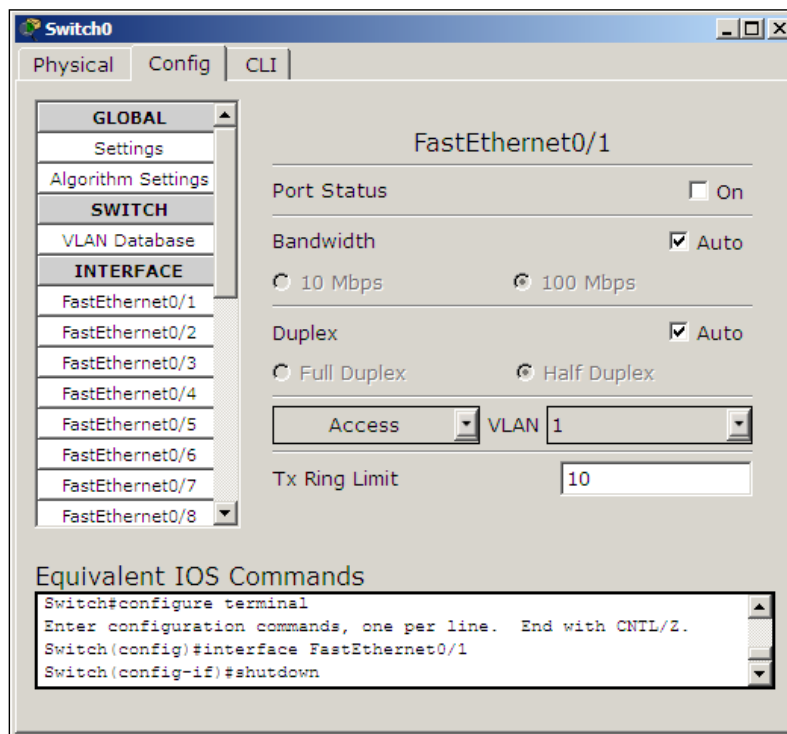 Switch0
Physical Config CLI
GLOBAL
Settings
Algorithm Settings
SWITCH
VLAN Database
INTERFACE
FastEthernet0/1
FastEthernet0/2
FastEthernet0/3
FastEthernet0/4
FastEthernet0/5
FastEthernet0/6
FastEthernet0/7
FastEthernet0/8
FastEthernet0/1
Port Status On
Bandwidth Auto
10 Mbps 100 Mbps
Duplex Auto
Full Duplex Half Duplex
Access VLAN 1
Tx Ring Limit 10
Equivalent IOS Commands
Switch#configure terminal
Enter configuration commands, one per line. End with CNTL/Z.
Switch(config)#interface FastEthernet0/1
Switch(config-if)#shutdown